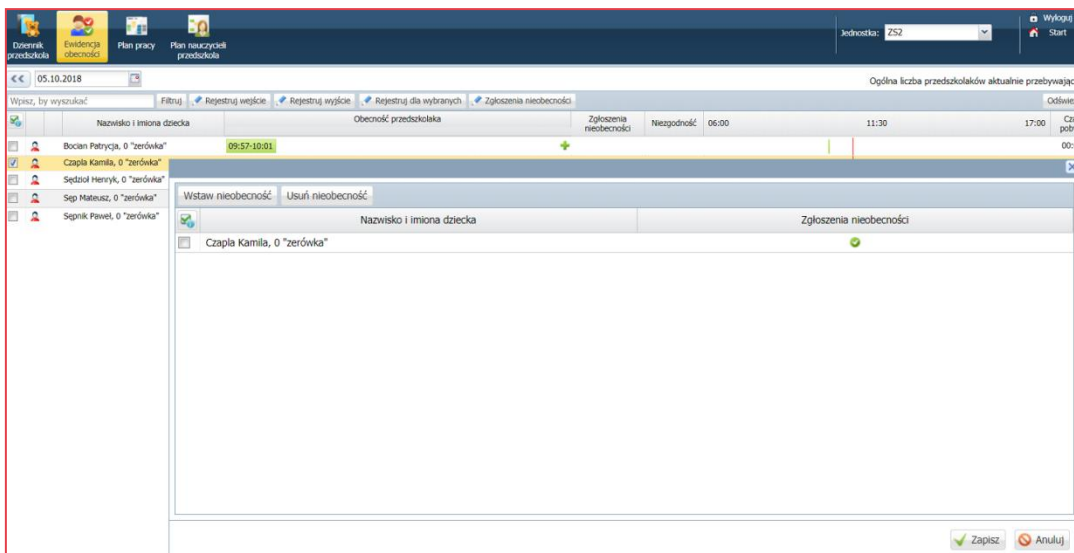 Dziennik przedszkola
Ewidencja obecności
Plan pracy
Plan nauczycieli przedszkola
Jednostka: ZS2
Wyloguj
Start
05.10.2018
Ogólna liczba przedszkolaków aktualnie przebywając
Wpisz, by wyszukać Filtruj Rejestruj wejście Rejestruj wyjście Rejestruj dla wybranych Zgłoszenia nieobecności Odśwież
Nazwisko i imiona dziecka Obecność przedszkolaka Zgłoszenia nieobecności Niezgodność 06:00 11:30 17:00
Bocian Patrycja, 0 "zerówka" 09:57-10:01 00:
Czapla Kamila, 0 "zerówka"
Sędzioł Henryk, 0 "zerówka"
Sęp Mateusz, 0 "zerówka"
Sępnik Paweł, 0 "zerówka"
Wstaw nieobecność Usuń nieobecność
Nazwisko i imiona dziecka Zgłoszenia nieobecności
Czapla Kamila, 0 "zerówka"
Zapisz Anuluj